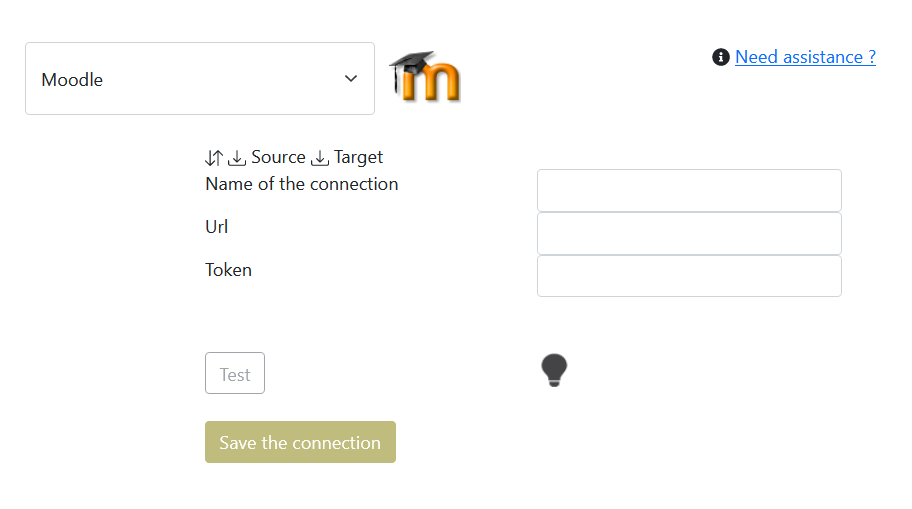 Moodle
m
Need assistance ?
Source Target
Name of the connection
Url
Token
Test
Save the connection